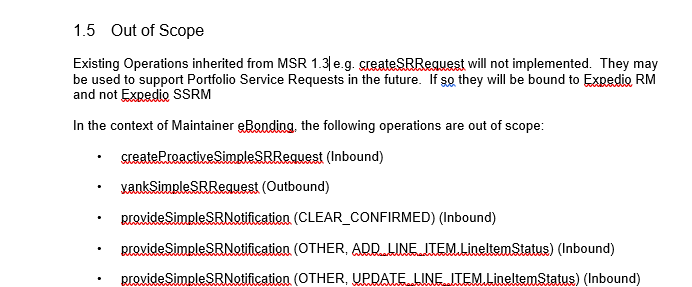 1.5 Out of Scope
Existing Operations inherited from MSR 1.3 e.g. createSRRequest will not implemented. They may
be used to support Portfolio Service Requests in the future. If so they will be bound to Expedio RM
and not Expedio SSRM
In the context of Maintainer eBonding, the following operations are out of scope:
• createProactiveSimpleSRRequest (Inbound)
• yankSimpleSRRequest (Outbound)
• provideSimpleSRNotification (CLEAR_CONFIRMED) (Inbound)
• provideSimpleSRNotification (OTHER, ADD_LINE_ITEM,LineItemStatus) (Inbound)
• provideSimpleSRNotification (OTHER, UPDATE_LINE_ITEM,LineItemStatus) (Inbound)